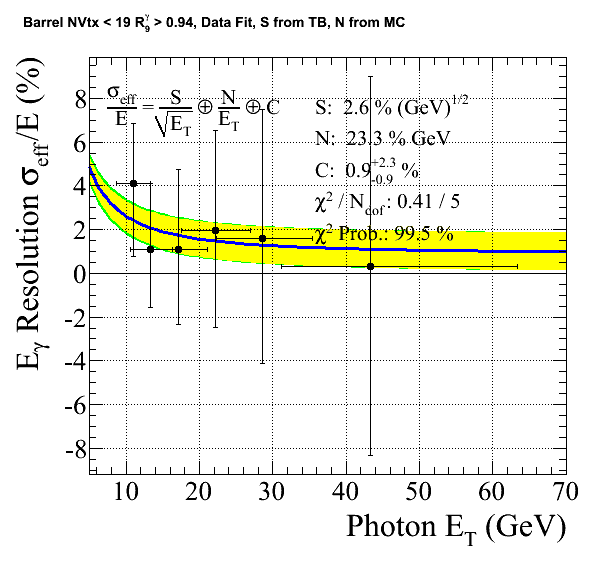 Barrel NVtx < 19 R₉ᵞ > 0.94, Data Fit, S from TB, N from MC
σeff/E = S/√E_T ⊕ N/E_T ⊕ C
S: 2.6 % (GeV)^1/2
N: 23.3 % GeV
C: 0.9 +2.3 -0.9 %
χ² / Ndof: 0.41 / 5
χ² Prob.: 99.5 %
Eγ Resolution σeff/E (%)
8
6
4
2
0
-2
-4
-6
-8
10 20 30 40 50 60 70
Photon E_T (GeV)